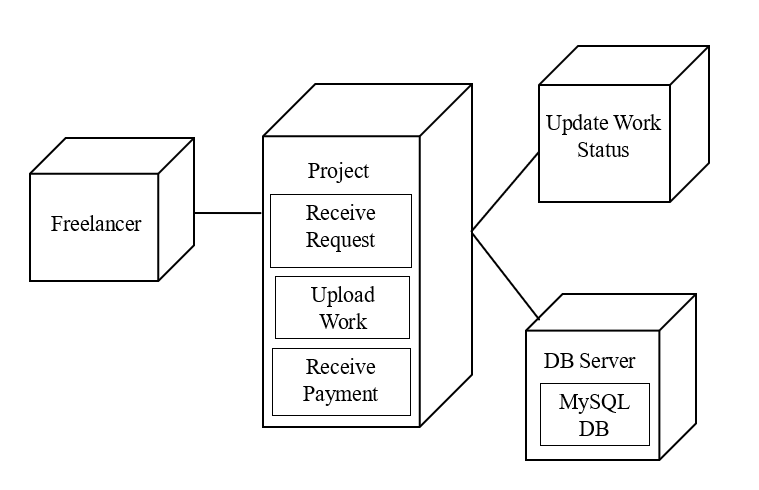 Freelancer
Project
Receive
Request
Upload
Work
Receive
Payment
Update Work
Status
DB Server
MySQL
DB